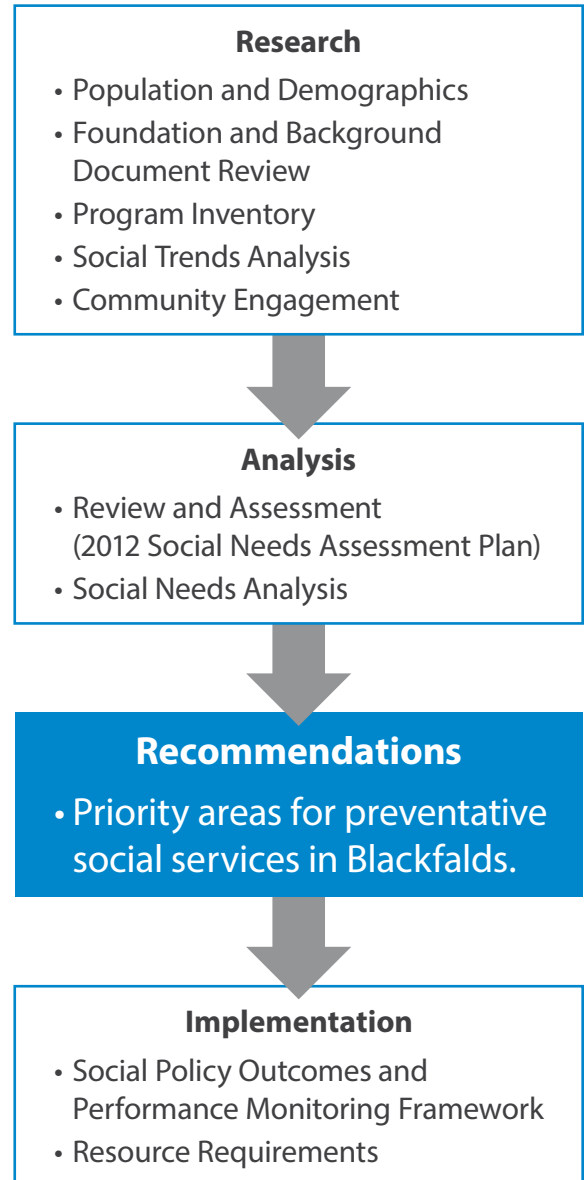 Research
• Population and Demographics
• Foundation and Background
Document Review
• Program Inventory
• Social Trends Analysis
• Community Engagement
Analysis
• Review and Assessment
(2012 Social Needs Assessment Plan)
• Social Needs Analysis
Recommendations
• Priority areas for preventative
social services in Blackfalds.
Implementation
• Social Policy Outcomes and
Performance Monitoring Framework
• Resource Requirements